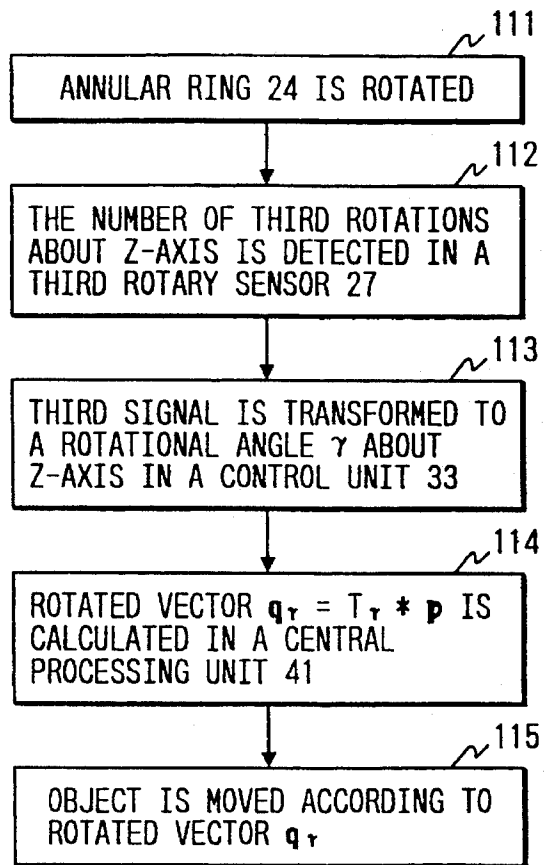 111
ANNULAR RING 24 IS ROTATED
112
THE NUMBER OF THIRD ROTATIONS
ABOUT Z-AXIS IS DETECTED IN A
THIRD ROTARY SENSOR 27
113
THIRD SIGNAL IS TRANSFORMED TO
A ROTATIONAL ANGLE γ ABOUT
Z-AXIS IN A CONTROL UNIT 33
114
ROTATED VECTOR qγ = Tγ * p IS
CALCULATED IN A CENTRAL
PROCESSING UNIT 41
115
OBJECT IS MOVED ACCORDING TO
ROTATED VECTOR qγ